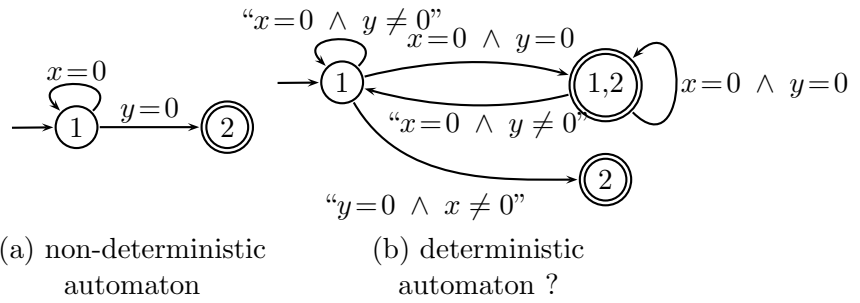 “x=0 ∧ y≠0”
x=0 ∧ y=0
x=0
1
y=0
2
1
1,2
x=0 ∧ y=0
“x=0 ∧ y≠0”
2
“y=0 ∧ x≠0”
(a) non-deterministic
automaton
(b) deterministic
automaton ?